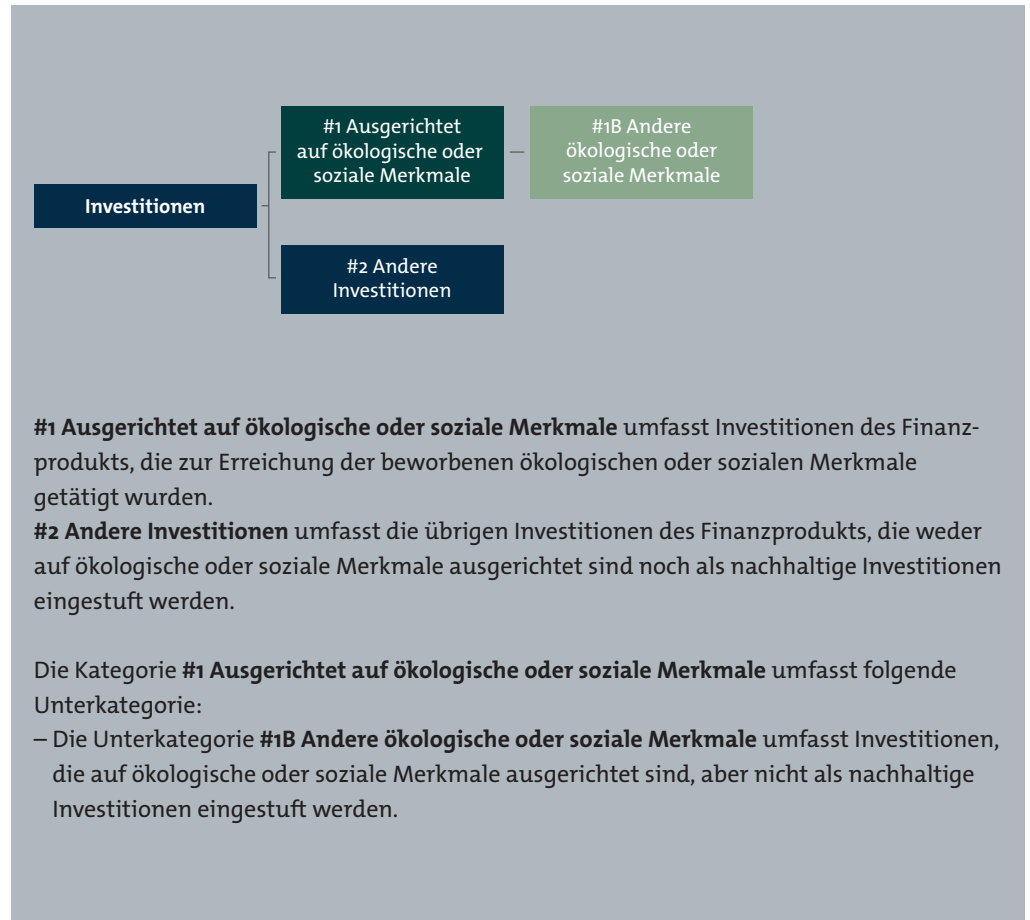 #1 Ausgerichtet
auf ökologische oder
soziale Merkmale
#1B Andere
ökologische oder
soziale Merkmale
Investitionen
#2 Andere
Investitionen
#1 Ausgerichtet auf ökologische oder soziale Merkmale umfasst Investitionen des Finanz-
produkts, die zur Erreichung der beworbenen ökologischen oder sozialen Merkmale
getätigt wurden.
#2 Andere Investitionen umfasst die übrigen Investitionen des Finanzprodukts, die weder
auf ökologische oder soziale Merkmale ausgerichtet sind noch als nachhaltige Investitionen
eingestuft werden.
Die Kategorie #1 Ausgerichtet auf ökologische oder soziale Merkmale umfasst folgende
Unterkategorie:
– Die Unterkategorie #1B Andere ökologische oder soziale Merkmale umfasst Investitionen,
die auf ökologische oder soziale Merkmale ausgerichtet sind, aber nicht als nachhaltige
Investitionen eingestuft werden.